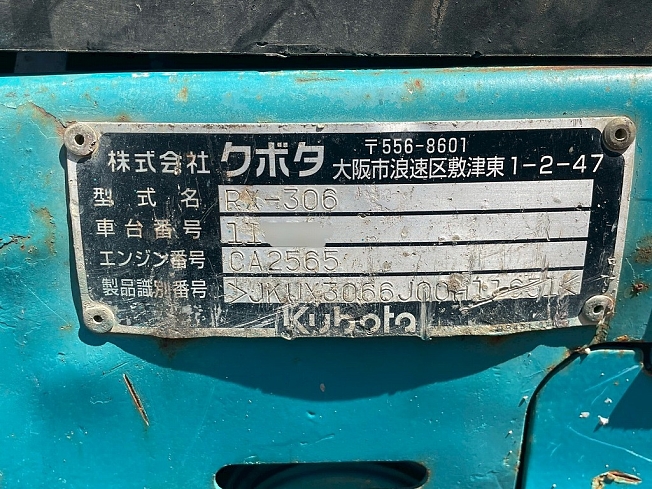 株式会社 クボタ 〒556-8601
大阪市浪速区敷津東1-2-47
型式名 RX-306
車台番号 11
エンジン番号 CA2565
製品識別番号
Kubota